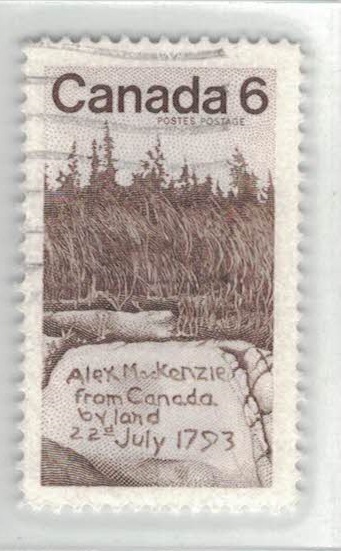 Canada 6
POSTES POSTAGE
Alex MacKenzie
from Canada
by land
22d July 1793